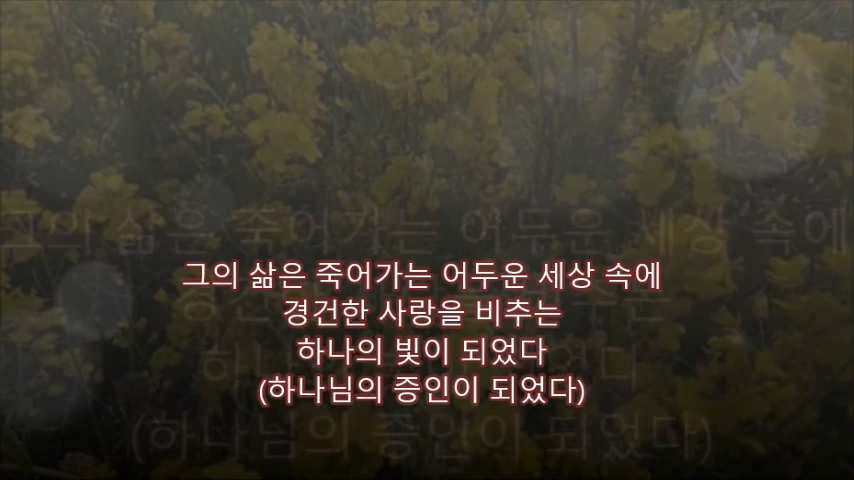 그의 삶은 죽어가는 어두운 세상 속에
경건한 사랑을 비추는
하나의 빛이 되었다
(하나님의 증인이 되었다)